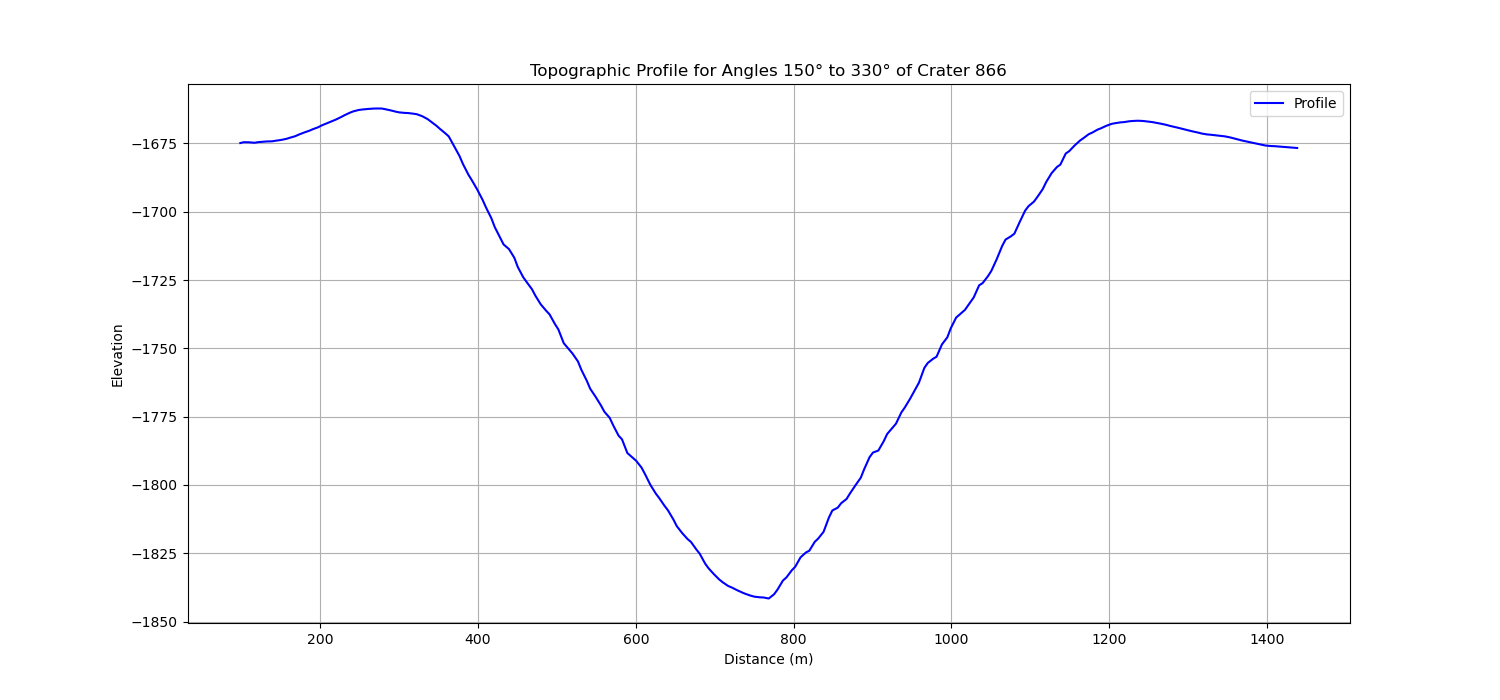 Topographic Profile for Angles 150° to 330° of Crater 866
Profile
Elevation
−1675
−1700
−1725
−1750
−1775
−1800
−1825
−1850
200 400 600 800 1000 1200 1400
Distance (m)